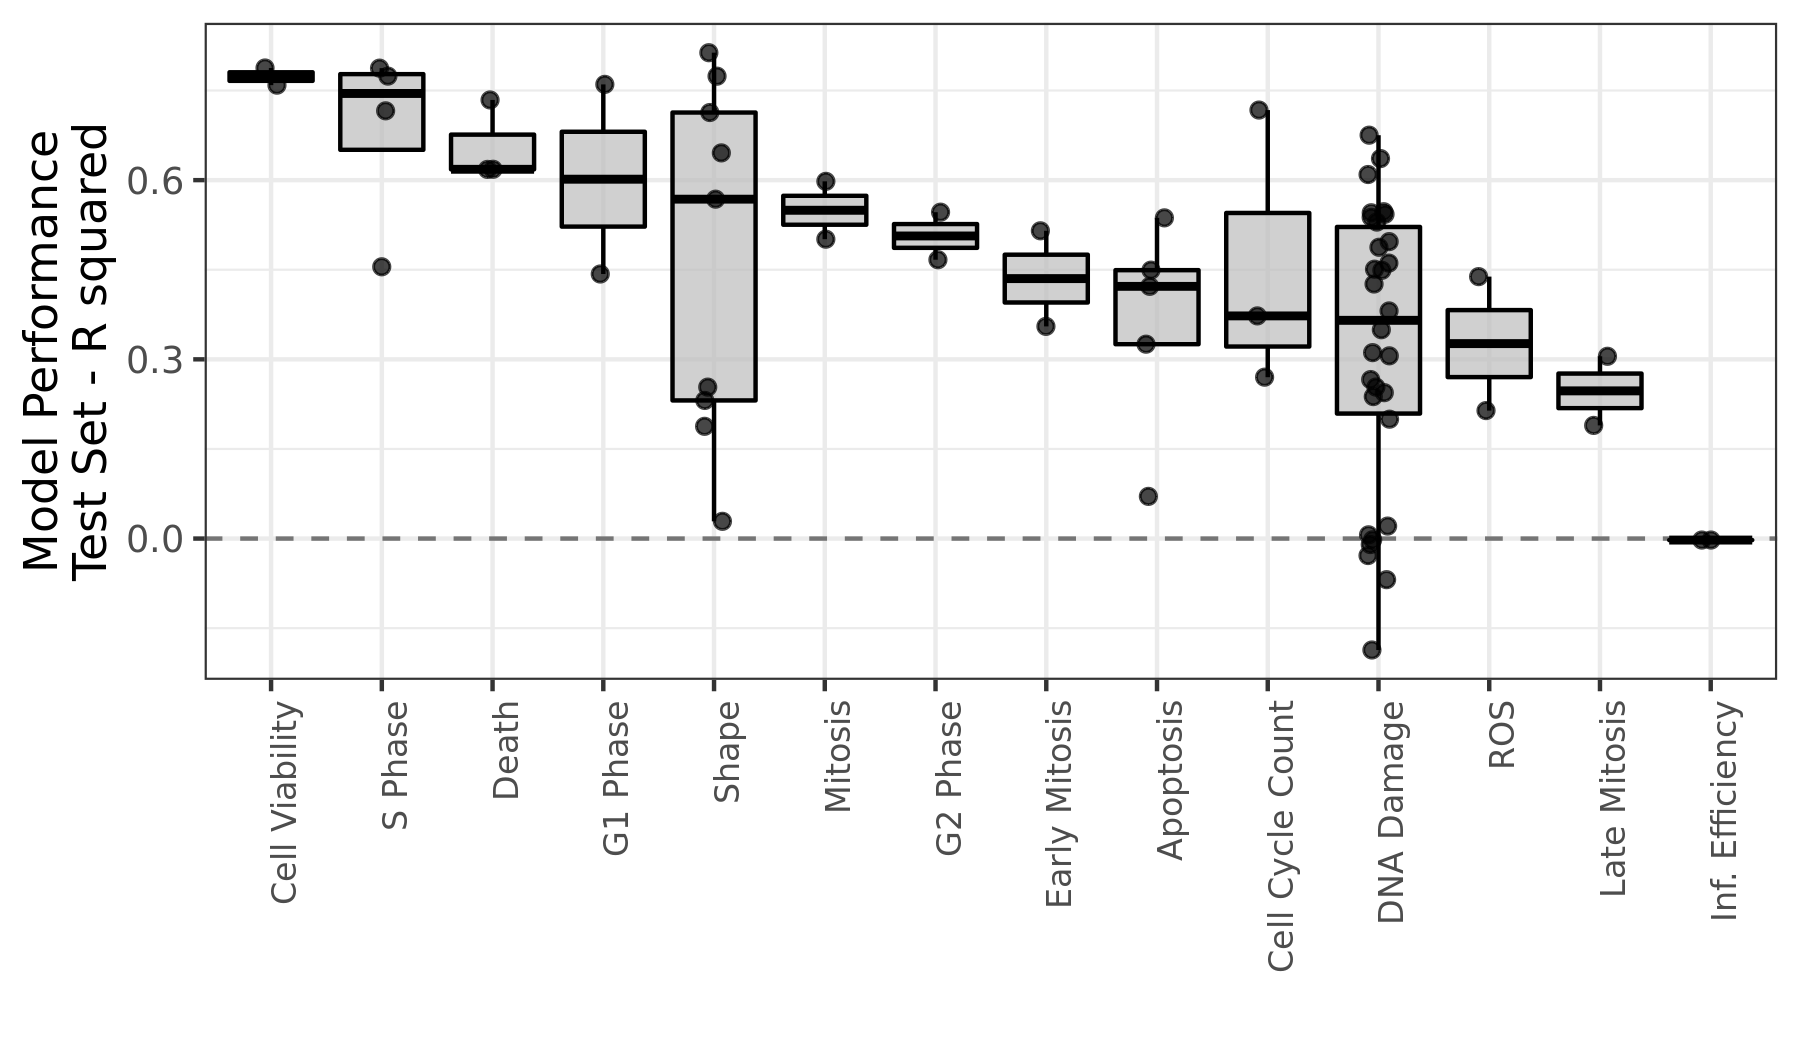 Model Performance
Test Set - R squared
0.6
0.3
0.0
Cell Viability
S Phase
Death
G1 Phase
Shape
Mitosis
G2 Phase
Early Mitosis
Apoptosis
Cell Cycle Count
DNA Damage
ROS
Late Mitosis
Inf. Efficiency